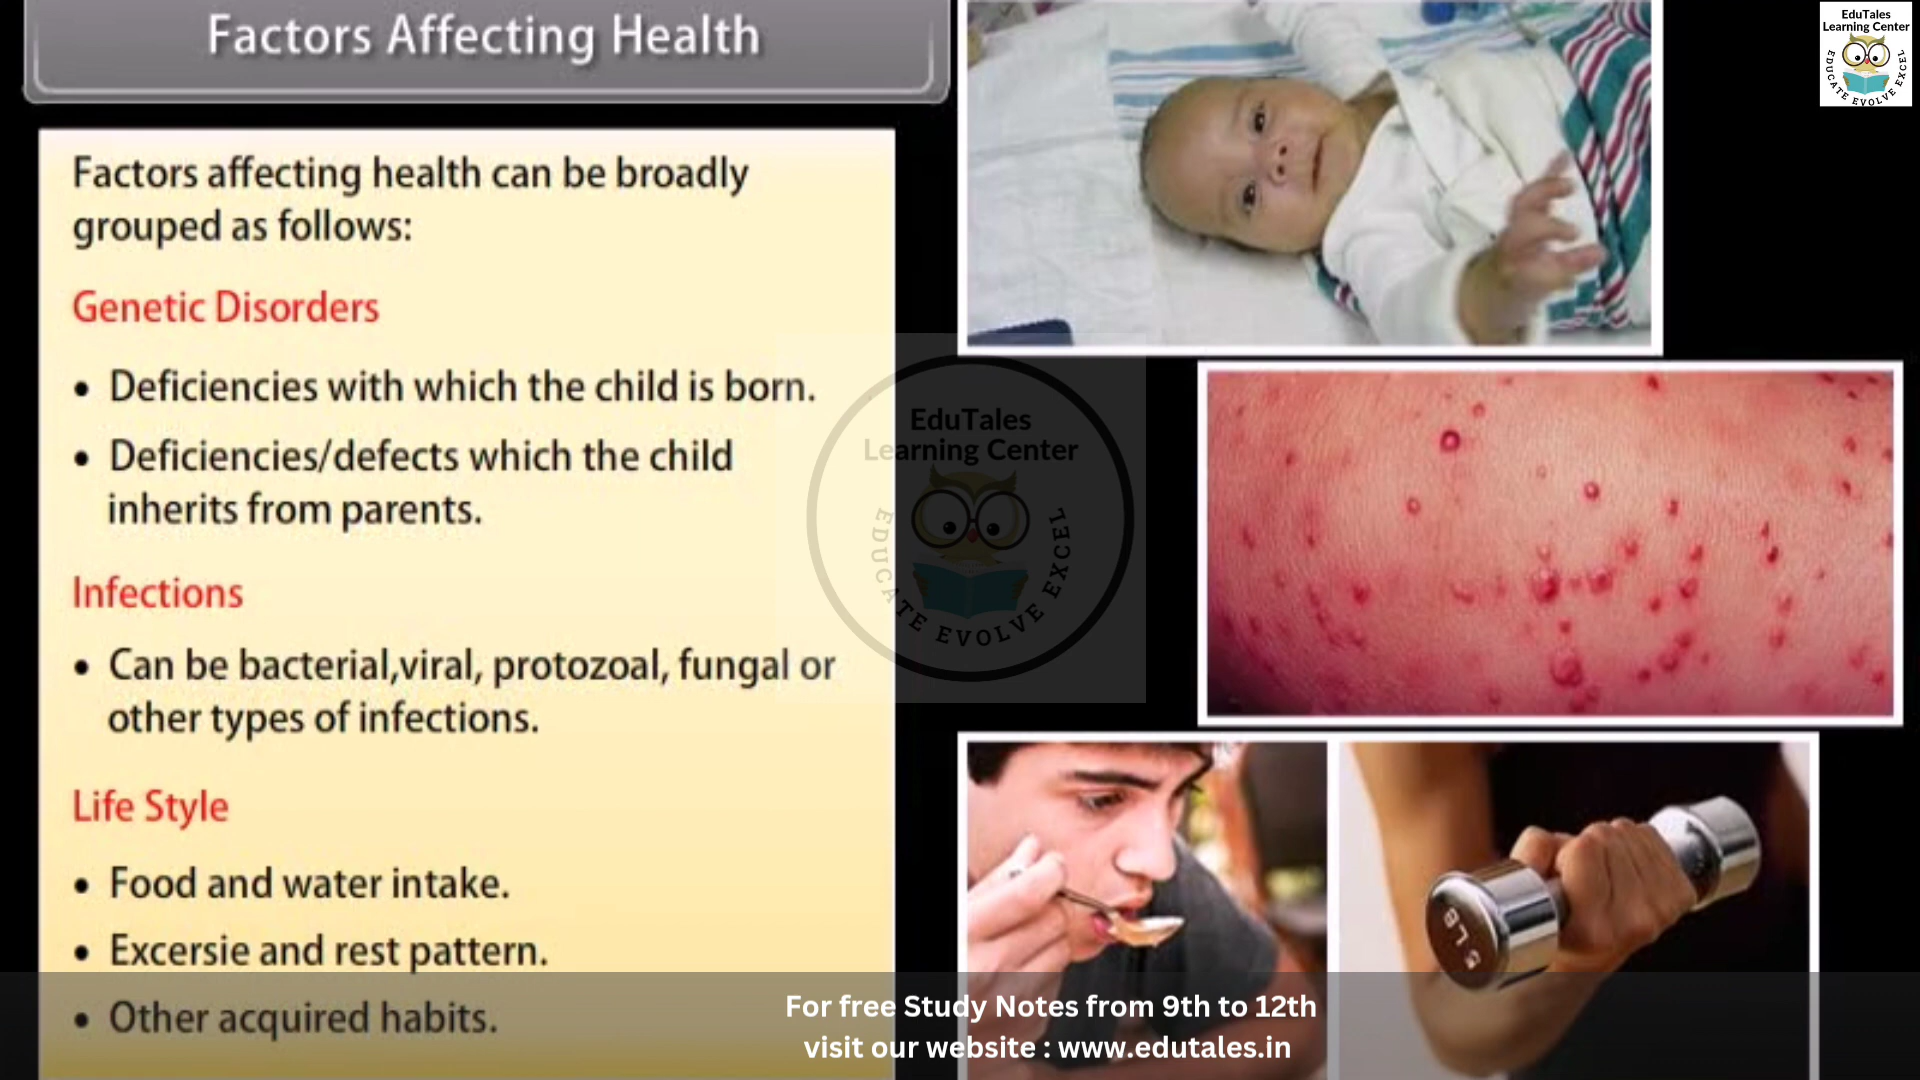 Factors Affecting Health
Factors affecting health can be broadly
grouped as follows:
Genetic Disorders
• Deficiencies with which the child is born.
• Deficiencies/defects which the child
inherits from parents.
Infections
• Can be bacterial,viral, protozoal, fungal or
other types of infections.
Life Style
• Food and water intake.
• Excersie and rest pattern.
• Other acquired habits.
EduTales
Learning Center
EDUCATE EVOLVE EXCEL
EduTales
Learning Center
EDUCATE EVOLVE EXCEL
5 LB
For free Study Notes from 9th to 12th
visit our website : www.edutales.in